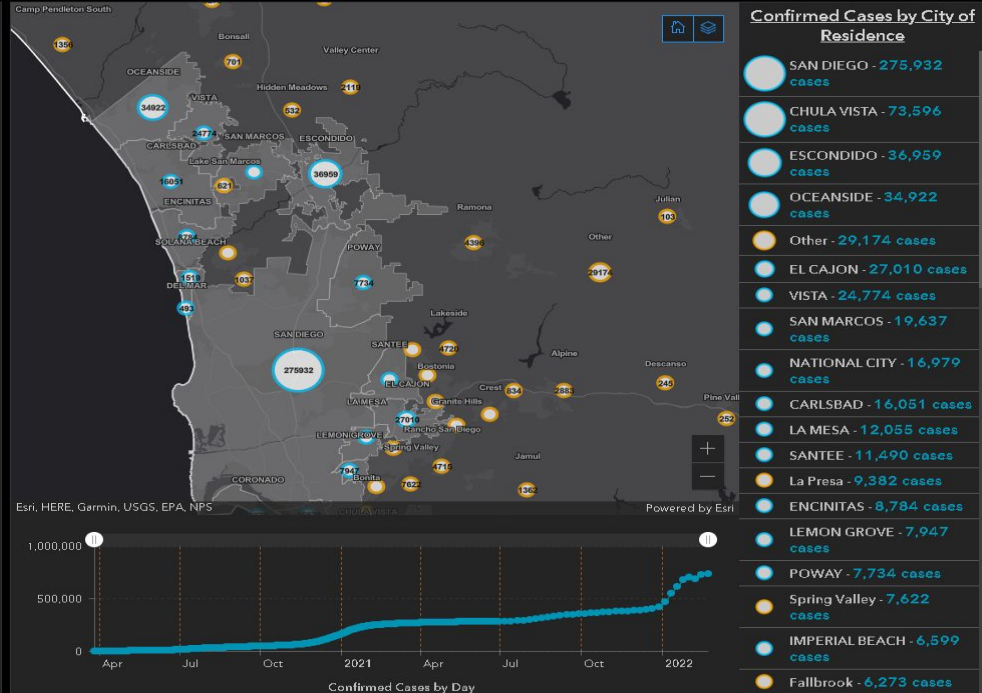 Camp Pendleton South
1356
Bonsall
701
Valley Center
OCEANSIDE
Hidden Meadows
2119
VISTA
34922
532
24774
SAN MARCOS
ESCONDIDO
CARLSBAD
Lake San Marcos
36959
16051
621
ENCINITAS
Julian
103
Ramona
4396
Other
29174
SOLANA BEACH
POWAY
1519
1037
DEL MAR
7734
493
Lakeside
SAN DIEGO
275932
SANTEE
4720
Alpine
Bostonia
Descanso
245
EL CAJON
Crest
834
2883
Pine Vall
LA MESA
Granite Hills
252
27010
Rancho San Diego
LEMON GROVE
Spring Valley
7947
Bonita
4715
Jamul
7622
1362
CORONADO
CHULA VISTA
+
−
Esri, HERE, Garmin, USGS, EPA, NPS
Powered by Esri
Confirmed Cases by City of
Residence
SAN DIEGO - 275,932
cases
CHULA VISTA - 73,596
cases
ESCONDIDO - 36,959
cases
OCEANSIDE - 34,922
cases
Other - 29,174 cases
EL CAJON - 27,010 cases
VISTA - 24,774 cases
SAN MARCOS - 19,637
cases
NATIONAL CITY - 16,979
cases
CARLSBAD - 16,051 cases
LA MESA - 12,055 cases
SANTEE - 11,490 cases
La Presa - 9,382 cases
ENCINITAS - 8,784 cases
LEMON GROVE - 7,947
cases
POWAY - 7,734 cases
Spring Valley - 7,622
cases
IMPERIAL BEACH - 6,599
cases
Fallbrook - 6,273 cases
1,000,000
500,000
0
Apr Jul Oct 2021 Apr Jul Oct 2022
Confirmed Cases by Day